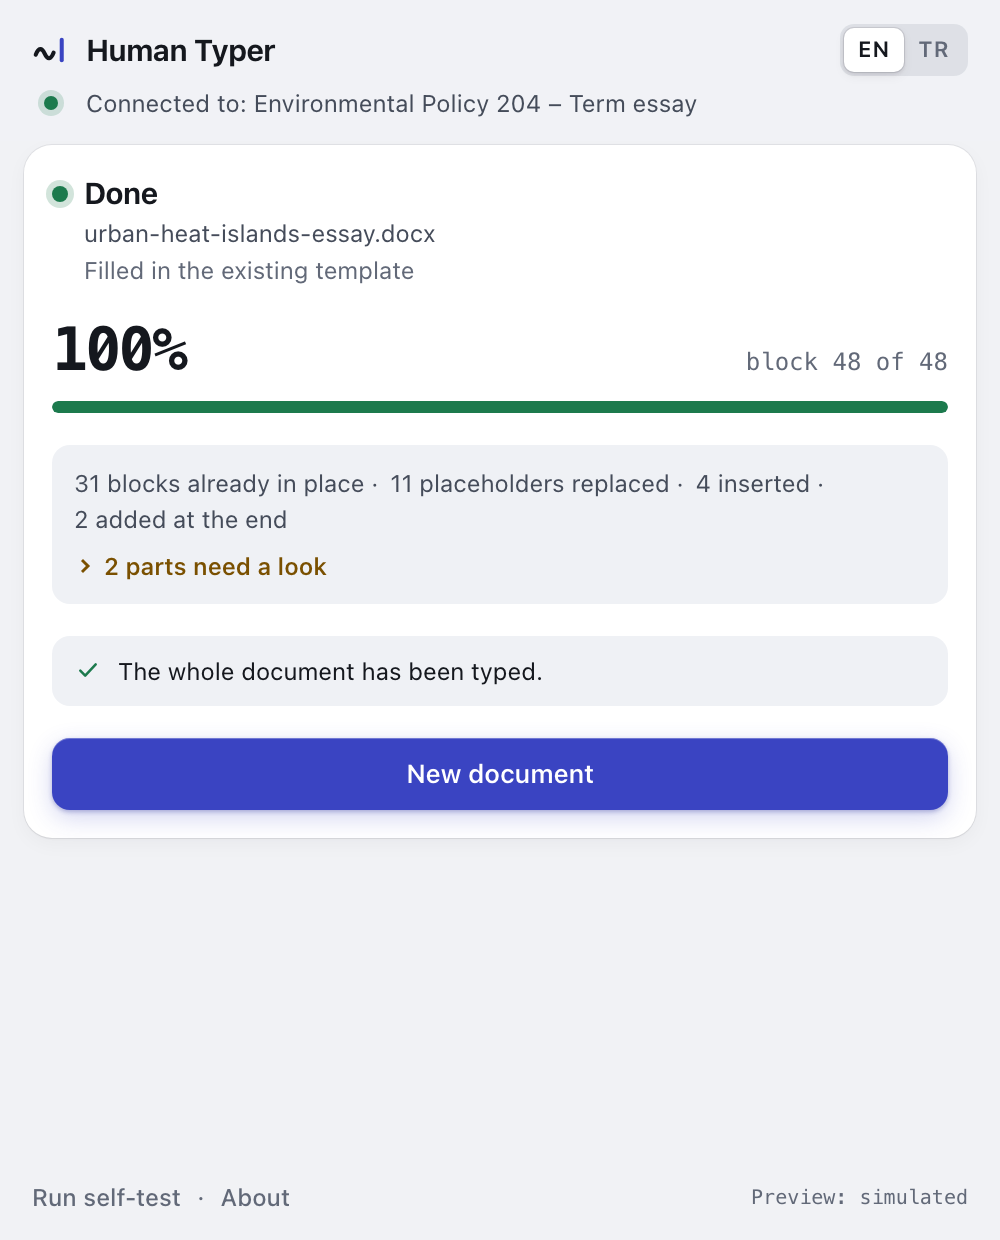 Human Typer
EN TR
Connected to: Environmental Policy 204 – Term essay
Done
urban-heat-islands-essay.docx
Filled in the existing template
100%
block 48 of 48
31 blocks already in place · 11 placeholders replaced · 4 inserted ·
2 added at the end
2 parts need a look
The whole document has been typed.
New document
Run self-test · About
Preview: simulated